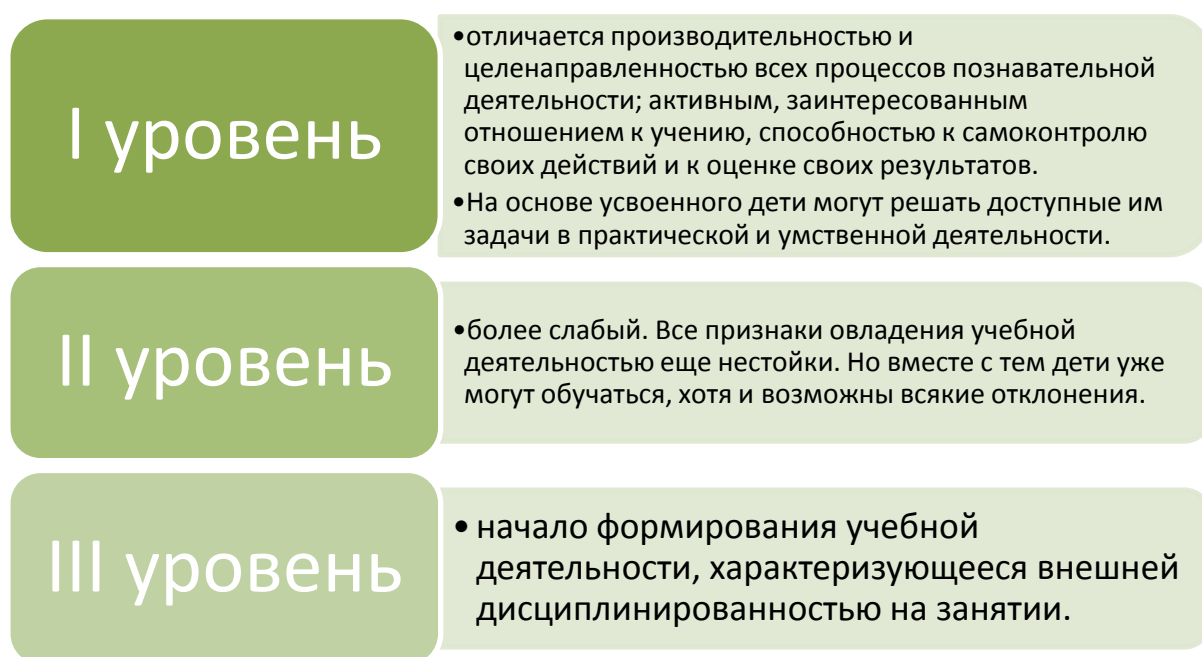 I уровень
•отличается производительностью и
целенаправленностью всех процессов познавательной
деятельности; активным, заинтересованным
отношением к учению, способностью к самоконтролю
своих действий и к оценке своих результатов.
•На основе усвоенного дети могут решать доступные им
задачи в практической и умственной деятельности.
II уровень
•более слабый. Все признаки овладения учебной
деятельностью еще нестойки. Но вместе с тем дети уже
могут обучаться, хотя и возможны всякие отклонения.
III уровень
• начало формирования учебной
деятельности, характеризующееся внешней
дисциплинированностью на занятии.